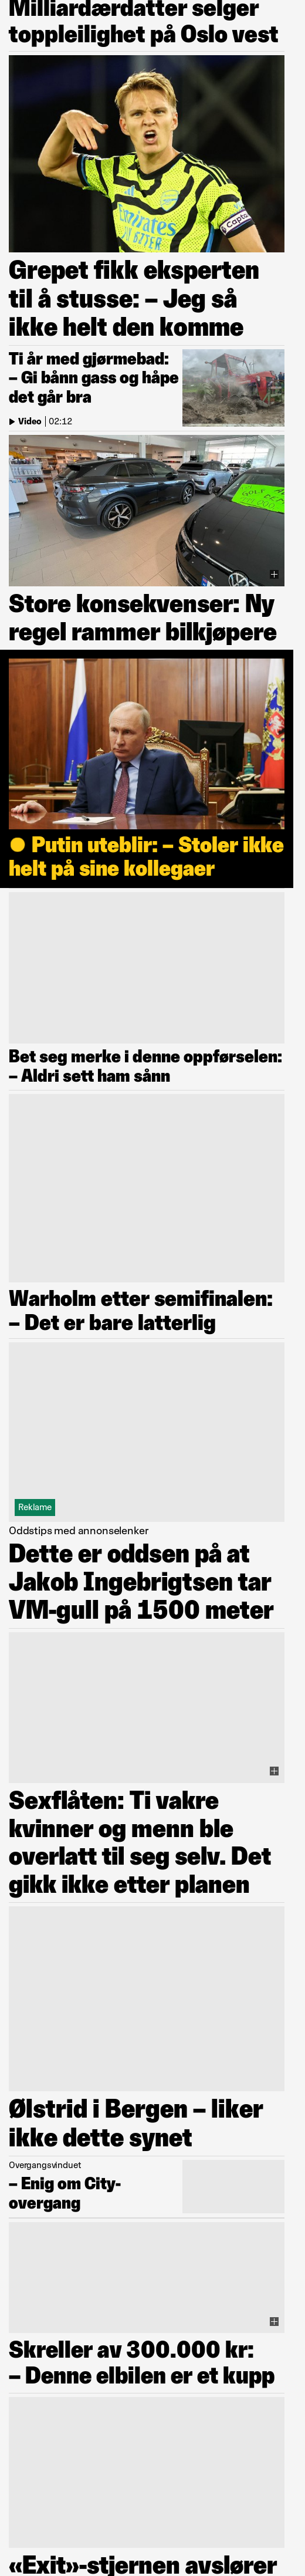 Milliardærdatter selger
toppleilighet på Oslo vest
Emirates
Capta
Grepet fikk eksperten
til å stusse: – Jeg så
ikke helt den komme
Ti år med gjørmebad:
– Gi bånn gass og håpe
det går bra
Video | 02:12
Store konsekvenser: Ny
regel rammer bilkjøpere
Putin uteblir: – Stoler ikke
helt på sine kollegaer
Bet seg merke i denne oppførselen:
– Aldri sett ham sånn
Warholm etter semifinalen:
– Det er bare latterlig
Reklame
Oddstips med annonselenker
Dette er oddsen på at
Jakob Ingebrigtsen tar
VM-gull på 1500 meter
Sexflåten: Ti vakre
kvinner og menn ble
overlatt til seg selv. Det
gikk ikke etter planen
Ølstrid i Bergen – liker
ikke dette synet
Overgangsvinduet
– Enig om City-
overgang
Skreller av 300.000 kr:
– Denne elbilen er et kupp
«Exit»-stjernen avslører